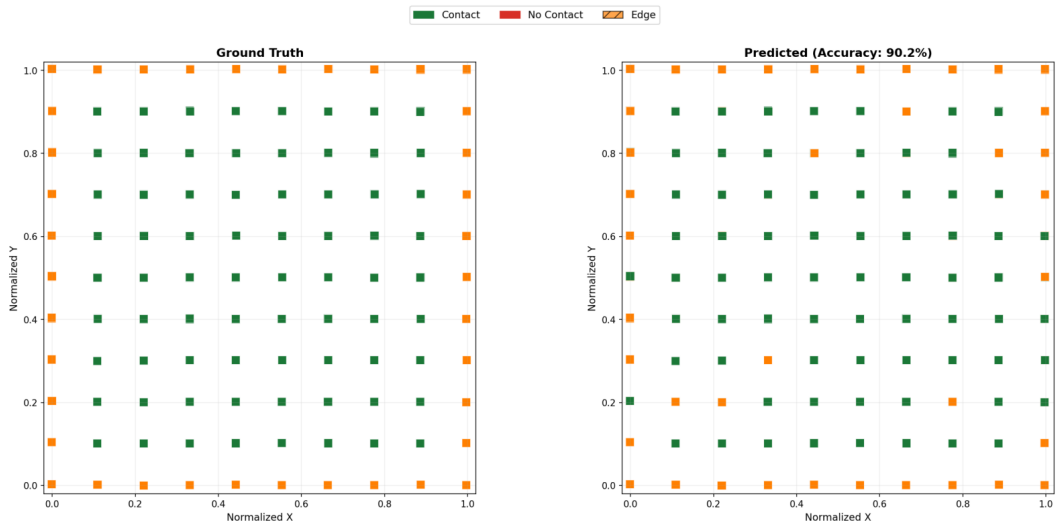 Contact No Contact Edge
Ground Truth
Predicted (Accuracy: 90.2%)
1.0
0.8
0.6
0.4
0.2
0.0
Normalized Y
0.0 0.2 0.4 0.6 0.8 1.0
Normalized X
1.0
0.8
0.6
0.4
0.2
0.0
Normalized Y
0.0 0.2 0.4 0.6 0.8 1.0
Normalized X